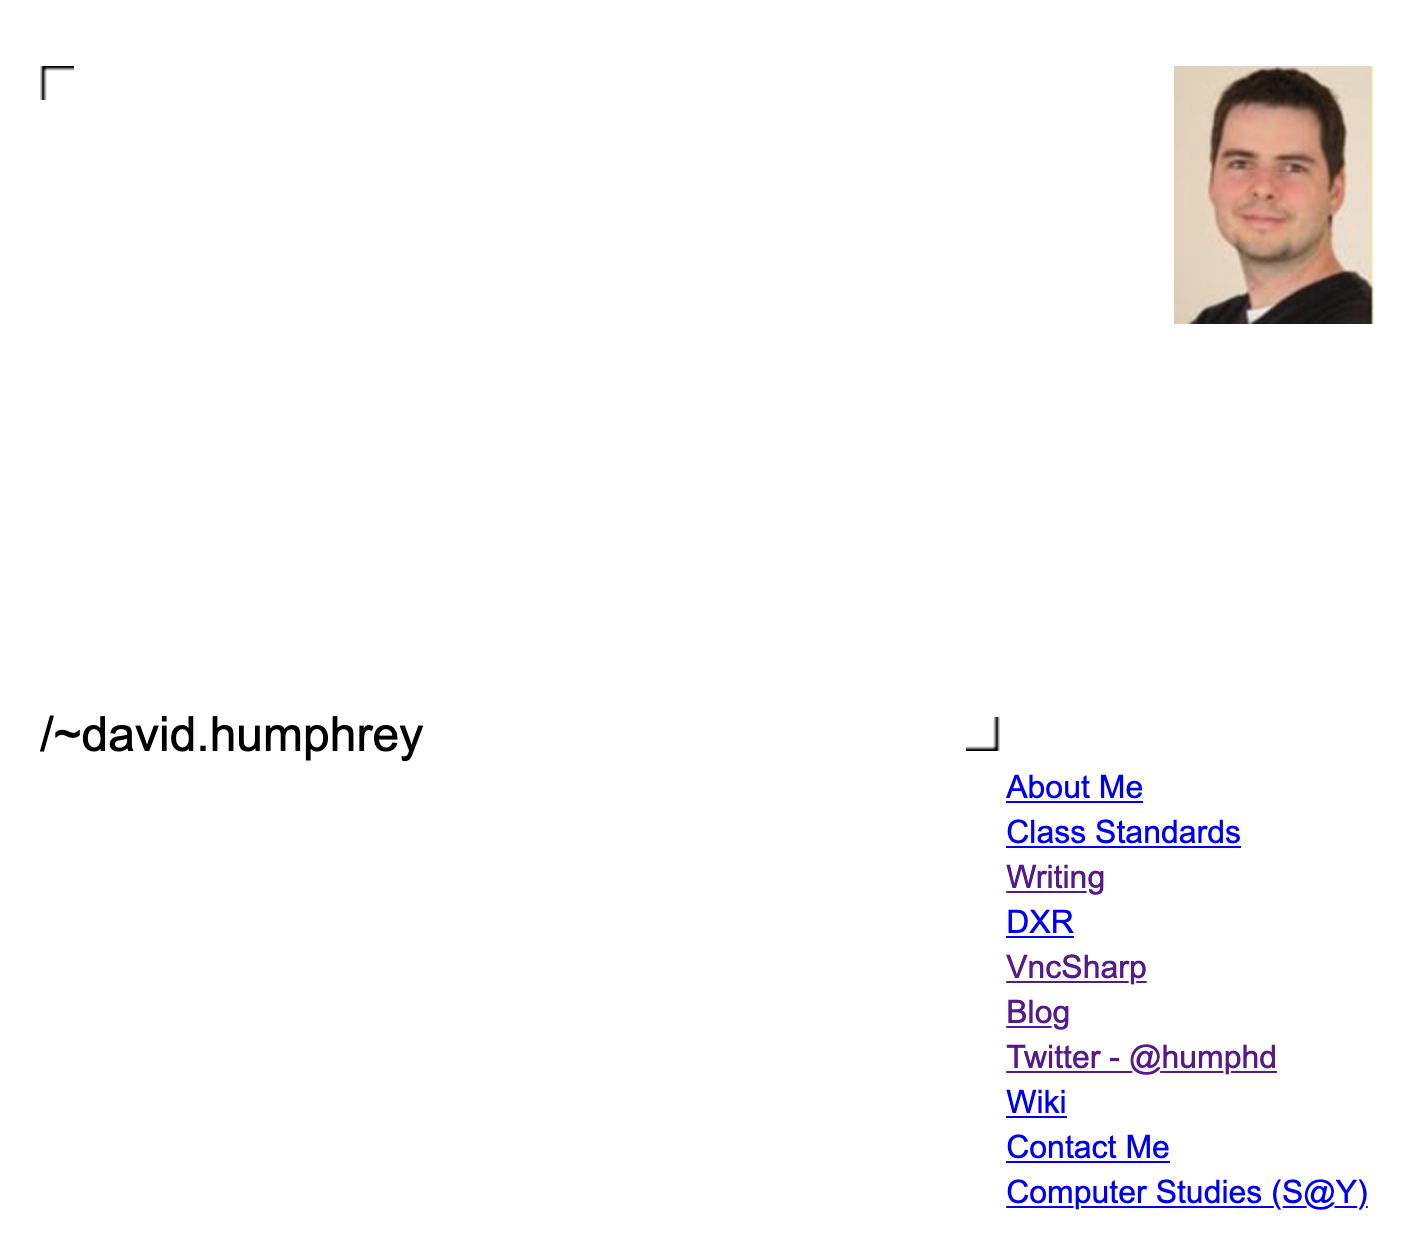 /~david.humphrey
About Me
Class Standards
Writing
DXR
VncSharp
Blog
Twitter - @humphd
Wiki
Contact Me
Computer Studies (S@Y)